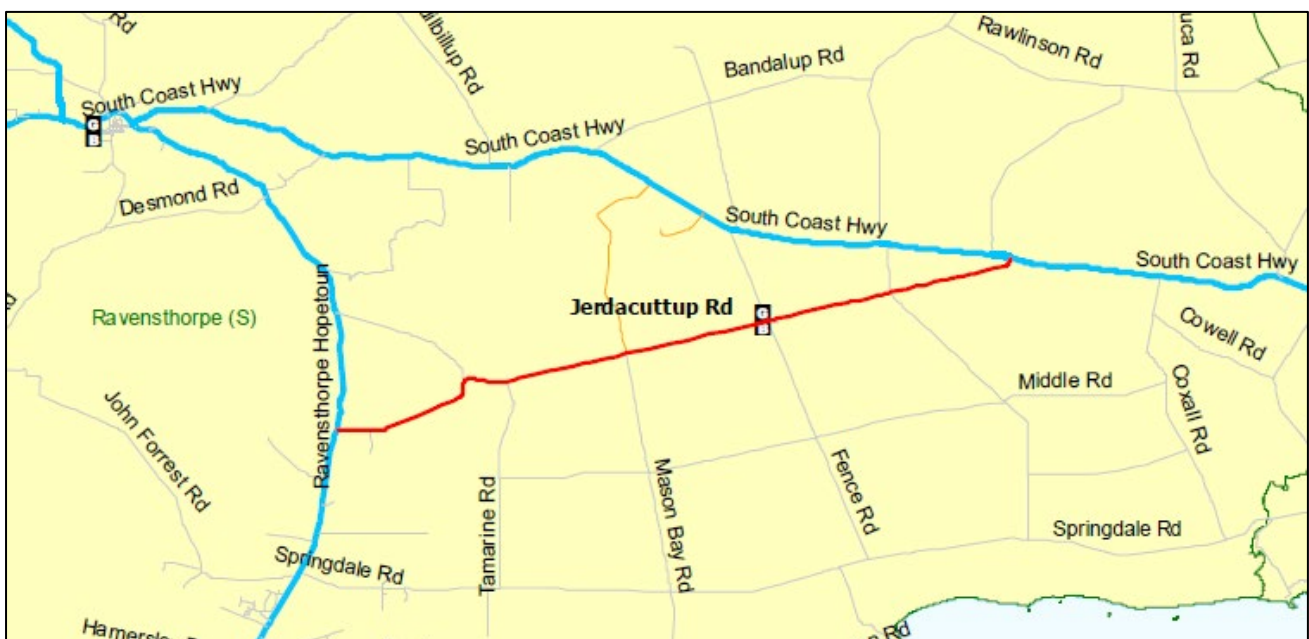 Rd
Rawlinson Rd
Bandalup Rd
South Coast Hwy
South Coast Hwy
G
B
Desmond Rd
South Coast Hwy
South Coast Hwy
Ravensthorpe Hopetoun
Jerdacuttup Rd
G
B
Ravensthorpe (S)
Cowell Rd
Middle Rd
Coxall Rd
John Forrest Rd
Mason Bay Rd
Fence Rd
Tamarine Rd
Springdale Rd
Springdale Rd
Rd